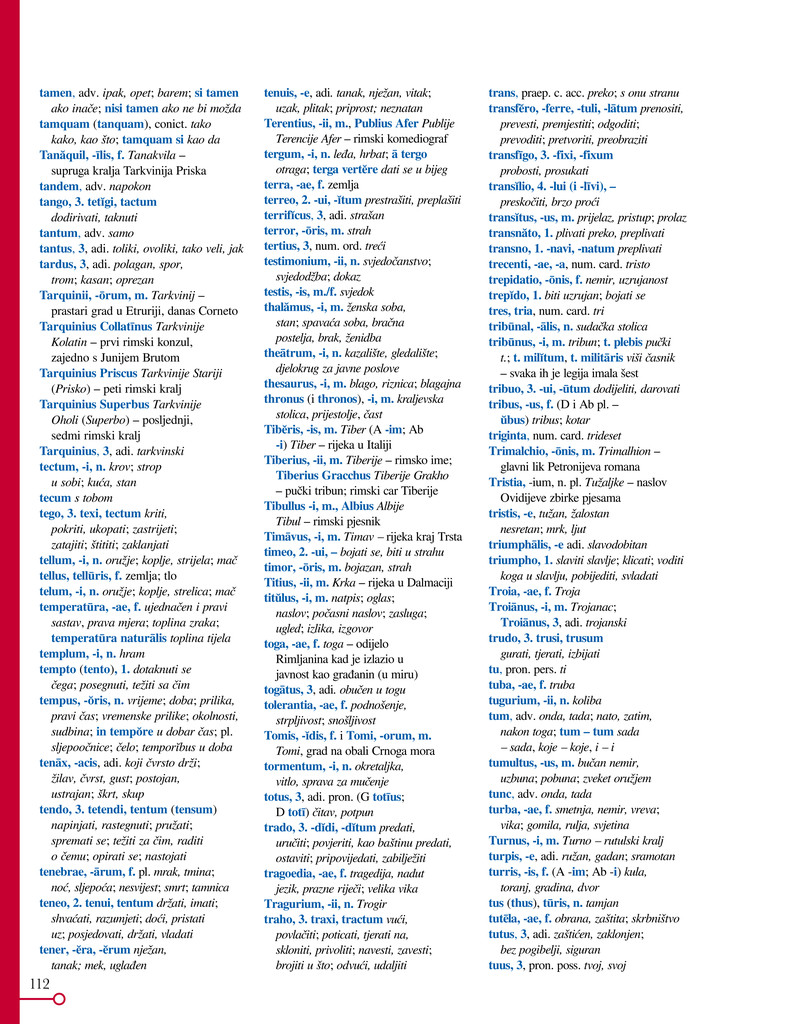 tamen, adv. ipak, opet; barem; si tamen
ako inače; nisi tamen ako ne bi možda
tamquam (tanquam), conict. tako
kako, kao što; tamquam si kao da
Tanăquil, -ĭlis, f. Tanakvila –
supruga kralja Tarkvinija Priska
tandem, adv. napokon
tango, 3. tetĭgi, tactum
dodirivati, taknuti
tantum, adv. samo
tantus, 3, adi. toliki, ovoliki, tako veli, jak
tardus, 3, adi. polagan, spor,
trom; kasan; oprezan
Tarquinii, -ōrum, m. Tarkvinij –
prastari grad u Etruriji, danas Corneto
Tarquinius Collatīnus Tarkvinije
Kolatin – prvi rimski konzul,
zajedno s Junijem Brutom
Tarquinius Priscus Tarkvinije Stariji
(Prisko) – peti rimski kralj
Tarquinius Superbus Tarkvinije
Oholi (Superbo) – posljednji,
sedmi rimski kralj
Tarquinius, 3, adi. tarkvinski
tectum, -i, n. krov; strop
u sobi; kuća, stan
tecum s tobom
tego, 3. texi, tectum kriti,
pokriti, ukopati; zastrijeti;
zatajiti; štititi; zaklanjati
tellum, -i, n. oružje; koplje, strijela; mač
tellus, tellūris, f. zemlja; tlo
telum, -i, n. oružje; koplje, strelica; mač
temperatūra, -ae, f. ujednačen i pravi
sastav, prava mjera; toplina zraka;
temperatūra naturālis toplina tijela
templum, -i, n. hram
tempto (tento), 1. dotaknuti se
čega; posegnuti, težiti sa čim
tempus, -ŏris, n. vrijeme; doba; prilika,
pravi čas; vremenske prilike; okolnosti,
sudbina; in tempŏre u dobar čas; pl.
sljepoočnice; čelo; temporĭbus u doba
tenāx, -acis, adi. koji čvrsto drži;
žilav, čvrst, gust; postojan,
ustrajan; škrt, skup
tendo, 3. tetendi, tentum (tensum)
napinjati, rastegnuti; pružati;
spremati se; težiti za čim, raditi
o čemu; opirati se; nastojati
tenebrae, -ārum, f. pl. mrak, tmina;
noć, sljepoća; nesvijest; smrt; tamnica
teneo, 2. tenui, tentum držati, imati;
shvaćati, razumjeti; doći, pristati
uz; posjedovati, držati, vladati
tener, -ĕra, -ĕrum nježan,
tanak; mek, uglađen
tenuis, -e, adi. tanak, nježan, vitak;
uzak, plitak; priprost; neznatan
Terentius, -ii, m., Publius Afer Publije
Terencije Afer – rimski komediograf
tergum, -i, n. leđa, hrbat; ā tergo
otraga; terga vertĕre dati se u bijeg
terra, -ae, f. zemlja
terreo, 2. -ui, -ĭtum prestrašiti, preplašiti
terrifĭcus, 3, adi. strašan
terror, -ōris, m. strah
tertius, 3, num. ord. treći
testimonium, -ii, n. svjedočanstvo;
svjedodžba; dokaz
testis, -is, m./f. svjedok
thalămus, -i, m. ženska soba,
stan; spavaća soba, bračna
postelja, brak, ženidba
theātrum, -i, n. kazalište, gledalište;
djelokrug za javne poslove
thesaurus, -i, m. blago, riznica; blagajna
thronus (i thronos), -i, m. kraljevska
stolica, prijestolje, čast
Tibĕris, -is, m. Tiber (A -im; Ab
-i) Tiber – rijeka u Italiji
Tiberius, -ii, m. Tiberije – rimsko ime;
Tiberius Gracchus Tiberije Grakho
– pučki tribun; rimski car Tiberije
Tibullus -i, m., Albius Albije
Tibul – rimski pjesnik
Timāvus, -i, m. Timav – rijeka kraj Trsta
timeo, 2. -ui, – bojati se, biti u strahu
timor, -ōris, m. bojazan, strah
Titius, -ii, m. Krka – rijeka u Dalmaciji
titŭlus, -i, m. natpis; oglas;
naslov; počasni naslov; zasluga;
ugled; izlika, izgovor
toga, -ae, f. toga – odijelo
Rimljanina kad je izlazio u
javnost kao građanin (u miru)
togātus, 3, adi. obučen u togu
tolerantia, -ae, f. podnošenje,
strpljivost; snošljivost
Tomis, -ĭdis, f. i Tomi, -orum, m.
Tomi, grad na obali Crnoga mora
tormentum, -i, n. okretaljka,
vitlo, sprava za mučenje
totus, 3, adi. pron. (G totīus;
D totī) čitav, potpun
trado, 3. -dĭdi, -dĭtum predati,
uručiti; povjeriti, kao baštinu predati,
ostaviti; pripovijedati, zabilježiti
tragoedia, -ae, f. tragedija, nadut
jezik, prazne riječi; velika vika
Tragurium, -ii, n. Trogir
traho, 3. traxi, tractum vući,
povlačiti; poticati, tjerati na,
skloniti, privoliti; navesti, zavesti;
brojiti u što; odvući, udaljiti
trans, praep. c. acc. preko; s onu stranu
transfĕro, -ferre, -tuli, -lātum prenositi,
prevesti, premjestiti; odgoditi;
prevoditi; pretvoriti, preobraziti
transfīgo, 3. -fixi, -fixum
probosti, prosukati
transĭlio, 4. -lui (i -līvi), –
preskočiti, brzo proći
transĭtus, -us, m. prijelaz, pristup; prolaz
transnăto, 1. plivati preko, preplivati
transno, 1. -navi, -natum preplivati
trecenti, -ae, -a, num. card. tristo
trepidatio, -ōnis, f. nemir, uzrujanost
trepĭdo, 1. biti uzrujan; bojati se
tres, tria, num. card. tri
tribūnal, -ālis, n. sudačka stolica
tribūnus, -i, m. tribun; t. plebis pučki
t.; t. milĭtum, t. militāris viši časnik
– svaka ih je legija imala šest
tribuo, 3. -ui, -ūtum dodijeliti, darovati
tribus, -us, f. (D i Ab pl. –
ūbus) tribus; kotar
triginta, num. card. trideset
Trimalchio, -ōnis, m. Trimalhion –
glavni lik Petronijeva romana
Tristia, -ium, n. pl. Tužaljke – naslov
Ovidijeve zbirke pjesama
tristis, -e, tužan, žalostan
nesretan; mrk, ljut
triumphālis, -e adi. slavodobitan
triumpho, 1. slaviti slavlje; klicati; voditi
koga u slavlju, pobijediti, svladati
Troia, -ae, f. Troja
Troiānus, -i, m. Trojanac;
Troiānus, 3, adi. trojanski
trudo, 3. trusi, trusum
gurati, tjerati, izbijati
tu, pron. pers. ti
tuba, -ae, f. truba
tugurium, -ii, n. koliba
tum, adv. onda, tada; nato, zatim,
nakon toga; tum – tum sada
– sada, koje – koje, i – i
tumultus, -us, m. bučan nemir,
uzbuna; pobuna; zveket oružjem
tunc, adv. onda, tada
turba, -ae, f. smetnja, nemir, vreva;
vika; gomila, rulja, svjetina
Turnus, -i, m. Turno – rutulski kralj
turpis, -e, adi. ružan, gadan; sramotan
turris, -is, f. (A -im; Ab -i) kula,
toranj, gradina, dvor
tus (thus), tūris, n. tamjan
tutēla, -ae, f. obrana, zaštita; skrbništvo
tutus, 3, adi. zaštićen, zaklonjen;
bez pogibelji, siguran
tuus, 3, pron. poss. tvoj, svoj
112